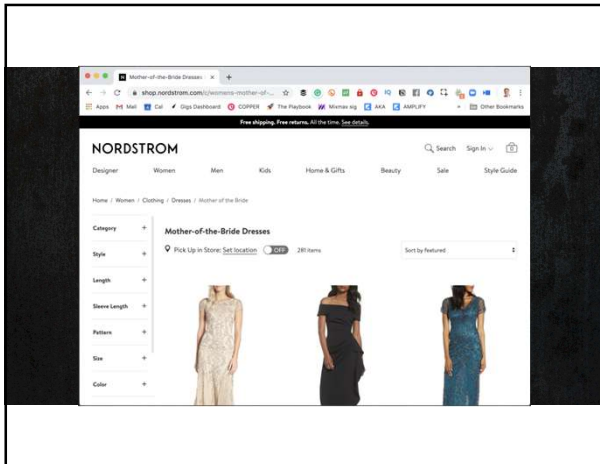 Mother-of-the-Bride Dresses
shop.nordstrom.com/c/womens-mother-of-...
Apps Mail Cal Gigs Dashboard COPPER The Playbook Mixmax sig AKA AMPLIFY » Other Bookmarks
Free shipping. Free returns. All the time. See details.
NORDSTROM
Search Sign In 0
Designer Women Men Kids Home & Gifts Beauty Sale Style Guide
Home / Women / Clothing / Dresses / Mother of the Bride
Category +
Mother-of-the-Bride Dresses
Pick Up in Store: Set location OFF 281 items Sort by Featured
Style +
Length +
Sleeve Length +
Pattern +
Size +
Color +